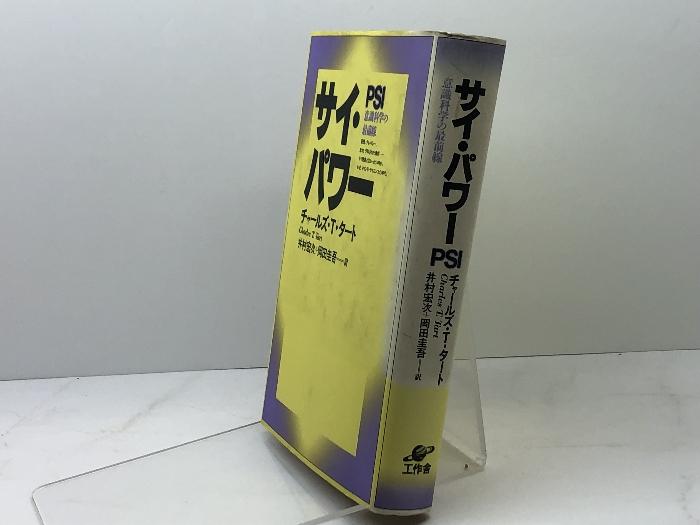 サイ・
パワー
PSI
意識科学の
最前線
チャールズ・T・タート
Charles T. Tart
井村宏次+岡田圭吾―訳
サイ・パワー
PSI
意識科学の最前線
チャールズ・T・タート
Charles T. Tart
井村宏次+岡田圭吾―訳
工作舎